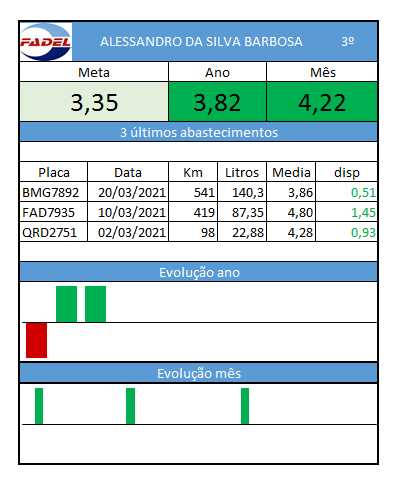 FADEL ALESSANDRO DA SILVA BARBOSA 3º
Meta Ano Mês
3,35 3,82 4,22
3 últimos abastecimentos
Placa Data Km Litros Media disp
BMG7892 20/03/2021 541 140,3 3,86 0,51
FAD7935 10/03/2021 419 87,35 4,80 1,45
QRD2751 02/03/2021 98 22,88 4,28 0,93
Evolução ano
Evolução mês